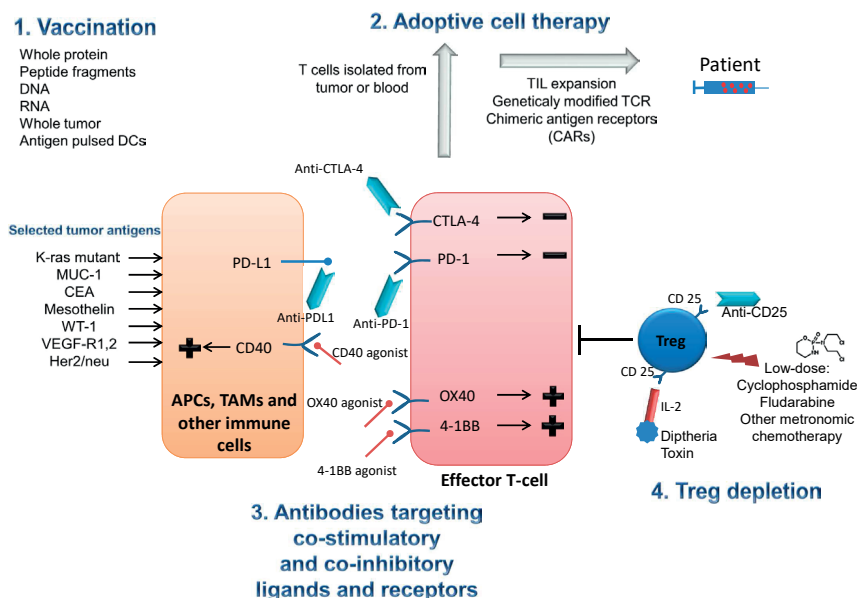 1. Vaccination
Whole protein
Peptide fragments
DNA
RNA
Whole tumor
Antigen pulsed DCs
2. Adoptive cell therapy
T cells isolated from
tumor or blood
TIL expansion
Geneticaly modified TCR
Chimeric antigen receptors
(CARs)
Patient
Selected tumor antigens
K-ras mutant
MUC-1
CEA
Mesothelin
WT-1
VEGF-R1,2
Her2/neu
PD-L1
CD40
APCs, TAMs and
other immune
cells
Anti-CTLA-4
Anti-PDL1
Anti-PD-1
CD40 agonist
OX40 agonist
4-1BB agonist
CTLA-4
PD-1
OX40
4-1BB
Effector T-cell
3. Antibodies targeting
co-stimulatory
and co-inhibitory
ligands and receptors
CD 25
Anti-CD25
Treg
CD 25
IL-2
Diptheria
Toxin
Low-dose:
Cyclophosphamide
Fludarabine
Other metronomic
chemotherapy
4. Treg depletion